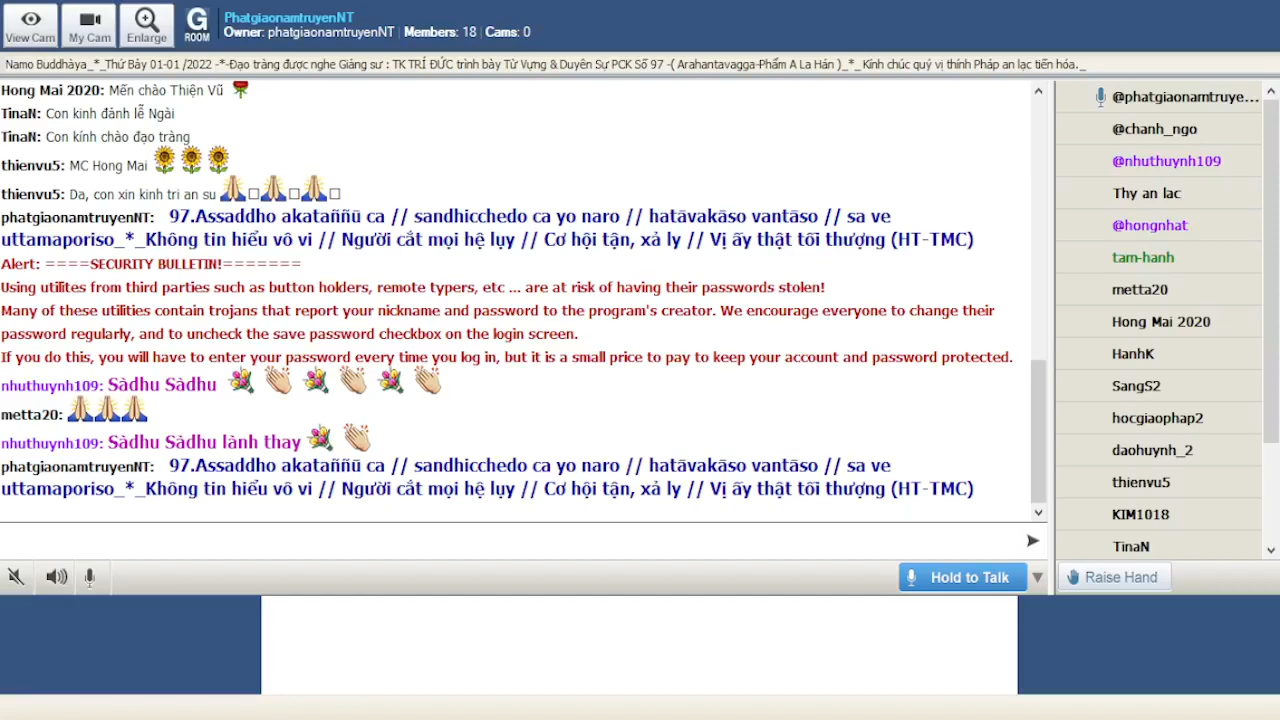 View Cam
My Cam
Enlarge
G
ROOM
PhatgiaonamtruyenNT
Owner: phatgiaonamtruyenNT | Members: 18 | Cams: 0
Namo Buddhàya_*_Thứ Bảy 01-01 /2022 -*-Đạo tràng được nghe Giảng sư : TK TRÍ ĐỨC trình bày Từ Vựng & Duyên Sự PCK Số 97 -( Arahantavagga-Phẩm A La Hán )_*_ Kính chúc quý vị thính Pháp an lạc tiến hóa._
Hong Mai 2020: Mến chào Thiện Vũ
TinaN: Con kinh đảnh lễ Ngài
TinaN: Con kính chào đạo tràng
thienvu5: MC Hong Mai
thienvu5: Da, con xin kinh tri an su
phatgiaonamtruyenNT: 97.Assaddho akataññū ca // sandhicchedo ca yo naro // hatāvakāso vantāso // sa ve
uttamaporiso_*_Không tin hiểu vô vi // Người cắt mọi hệ lụy // Cơ hội tận, xả ly // Vị ấy thật tối thượng (HT-TMC)
Alert: ====SECURITY BULLETIN!=======
Using utilites from third parties such as button holders, remote typers, etc ... are at risk of having their passwords stolen!
Many of these utilities contain trojans that report your nickname and password to the program's creator. We encourage everyone to change their
password regularly, and to uncheck the save password checkbox on the login screen.
If you do this, you will have to enter your password every time you log in, but it is a small price to pay to keep your account and password protected.
nhuthuynh109: Sàdhu Sàdhu
metta20:
nhuthuynh109: Sàdhu Sàdhu lành thay
phatgiaonamtruyenNT: 97.Assaddho akataññū ca // sandhicchedo ca yo naro // hatāvakāso vantāso // sa ve
uttamaporiso_*_Không tin hiểu vô vi // Người cắt mọi hệ lụy // Cơ hội tận, xả ly // Vị ấy thật tối thượng (HT-TMC)
Hold to Talk
@phatgiaonamtruye...
@chanh_ngo
@nhuthuynh109
Thy an lac
@hongnhat
tam-hanh
metta20
Hong Mai 2020
HanhK
SangS2
hocgiaophap2
daohuynh_2
thienvu5
KIM1018
TinaN
Raise Hand